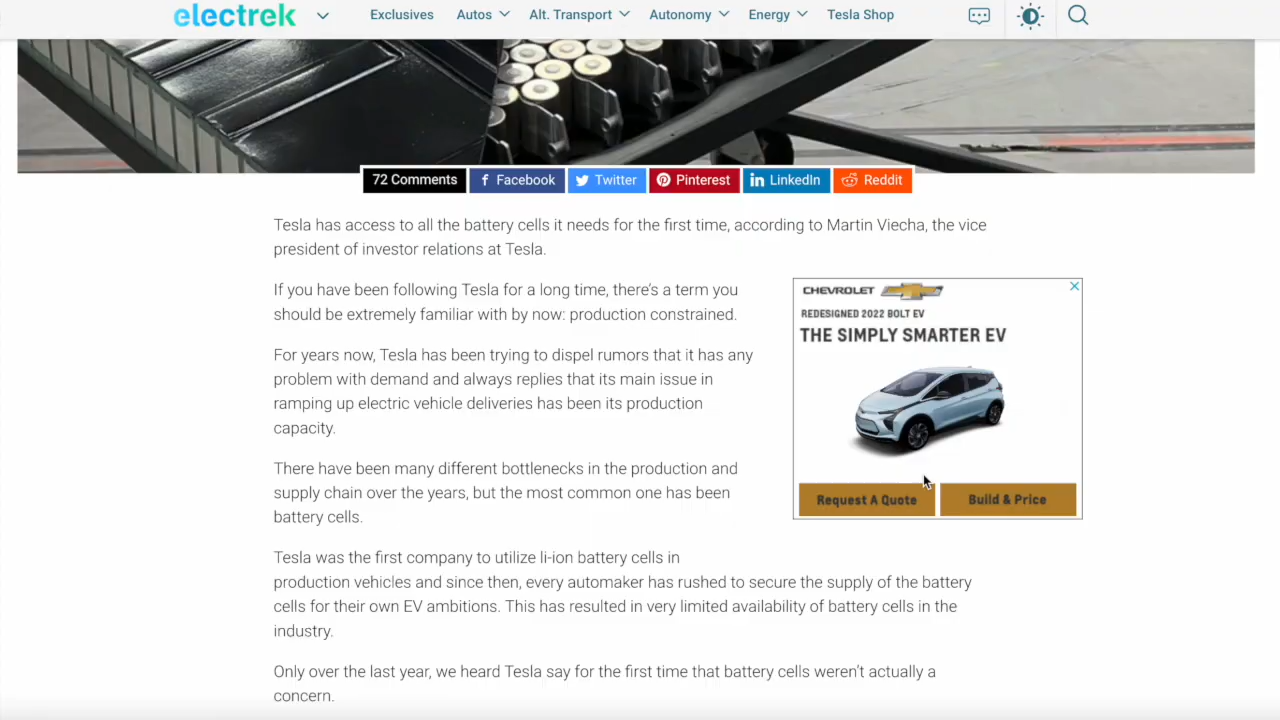 electrek
Exclusives Autos Alt. Transport Autonomy Energy Tesla Shop
72 Comments Facebook Twitter Pinterest LinkedIn Reddit
Tesla has access to all the battery cells it needs for the first time, according to Martin Viecha, the vice
president of investor relations at Tesla.
If you have been following Tesla for a long time, there's a term you
should be extremely familiar with by now: production constrained.
For years now, Tesla has been trying to dispel rumors that it has any
problem with demand and always replies that its main issue in
ramping up electric vehicle deliveries has been its production
capacity.
There have been many different bottlenecks in the production and
supply chain over the years, but the most common one has been
battery cells.
CHEVROLET
REDESIGNED 2022 BOLT EV
THE SIMPLY SMARTER EV
Request A Quote Build & Price
Tesla was the first company to utilize li-ion battery cells in
production vehicles and since then, every automaker has rushed to secure the supply of the battery
cells for their own EV ambitions. This has resulted in very limited availability of battery cells in the
industry.
Only over the last year, we heard Tesla say for the first time that battery cells weren't actually a
concern.